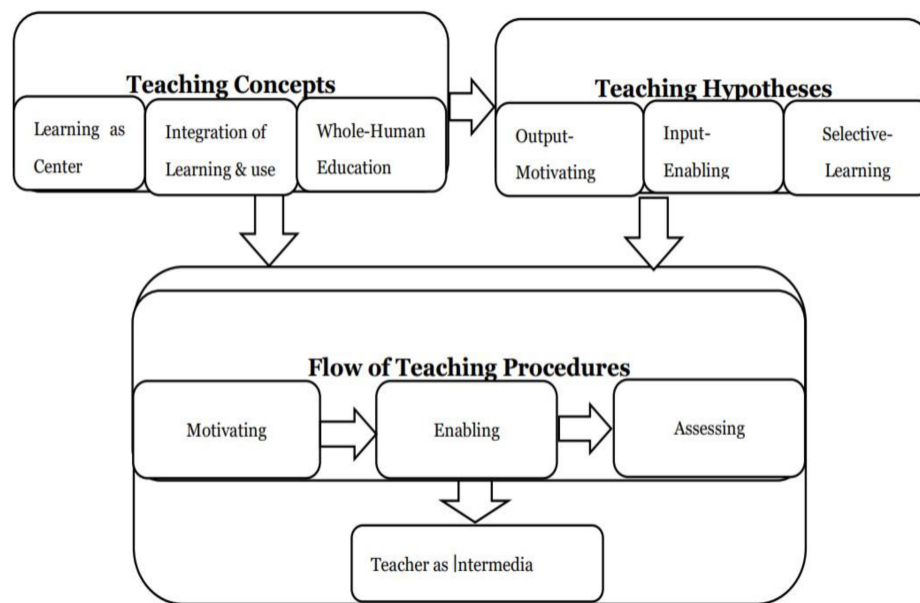 Teaching Concepts
Learning as
Center
Integration of
Learning & use
Whole-Human
Education
Teaching Hypotheses
Output-
Motivating
Input-
Enabling
Selective-
Learning
Flow of Teaching Procedures
Motivating
Enabling
Assessing
Teacher as Intermedia